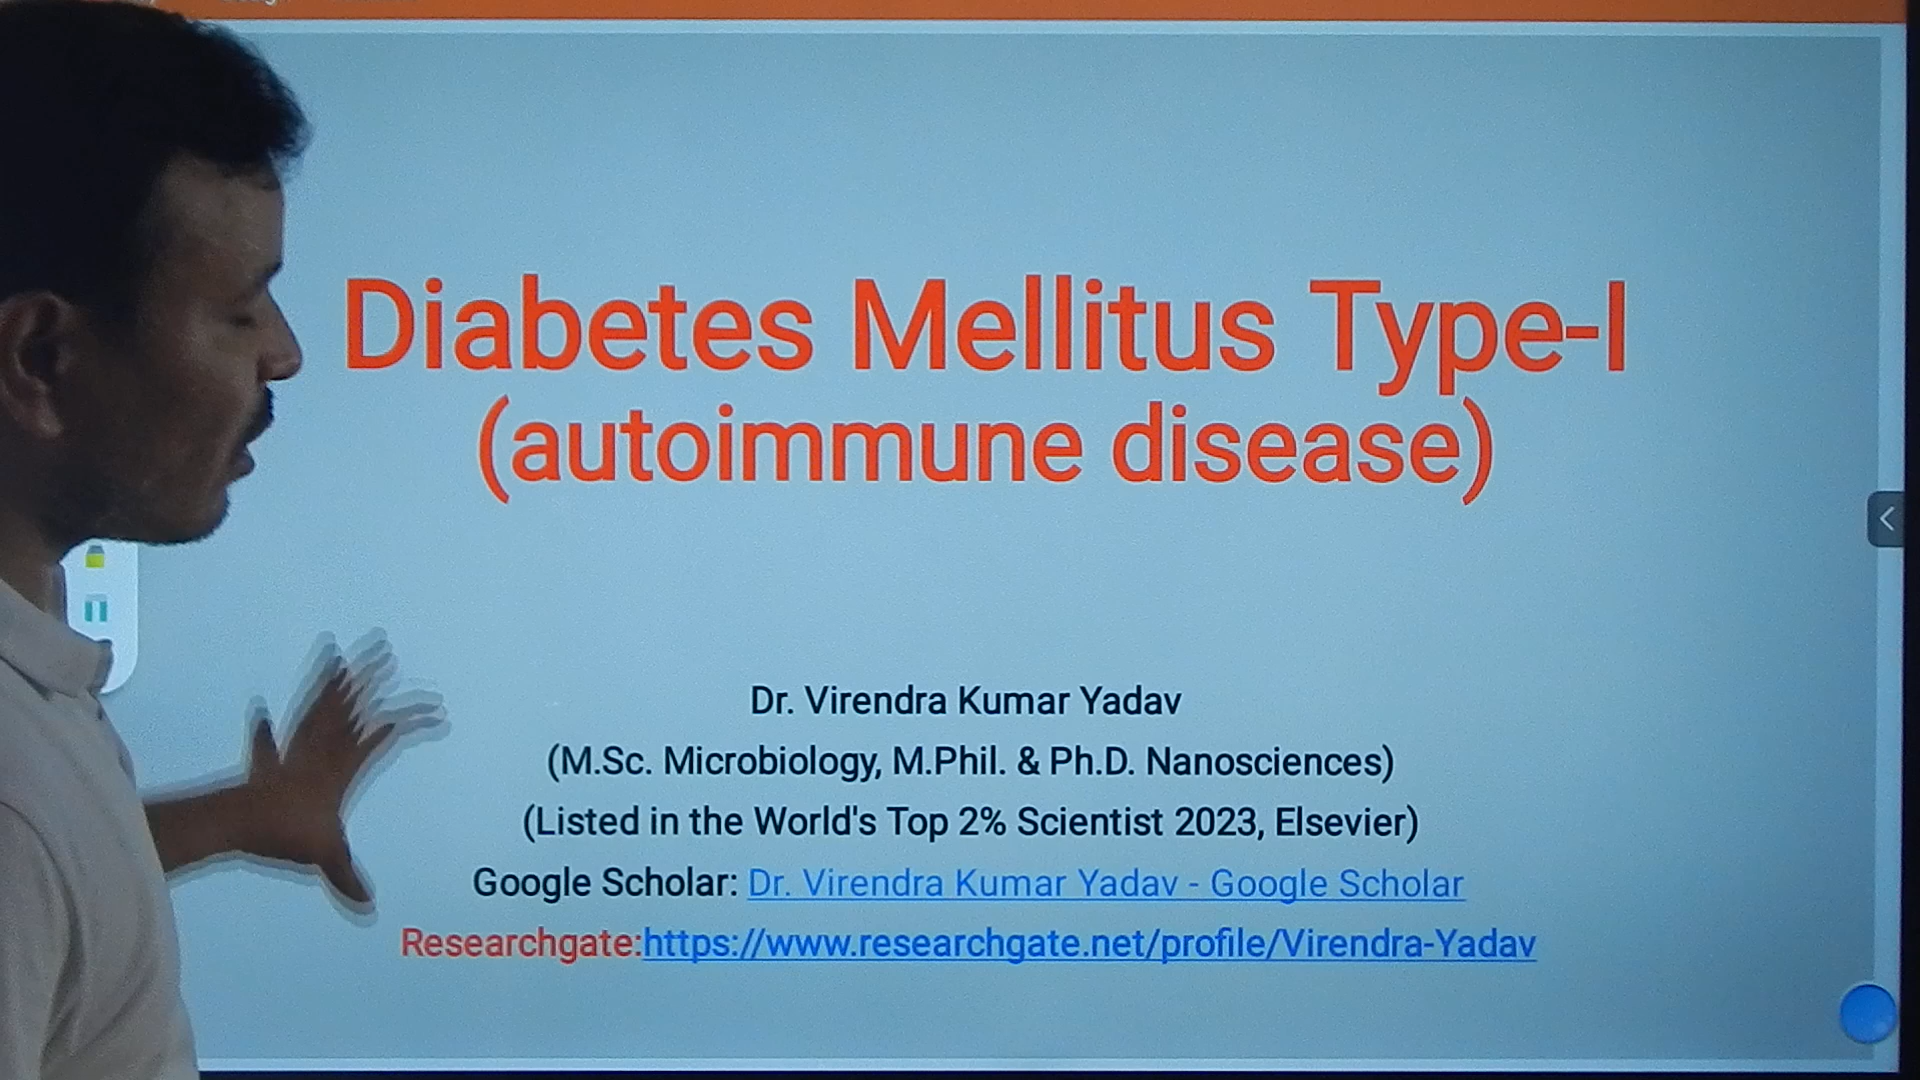 Diabetes Mellitus Type-I
(autoimmune disease)
Dr. Virendra Kumar Yadav
(M.Sc. Microbiology, M.Phil. & Ph.D. Nanosciences)
(Listed in the World's Top 2% Scientist 2023, Elsevier)
Google Scholar: Dr. Virendra Kumar Yadav - Google Scholar
Researchgate:https://www.researchgate.net/profile/Virendra-Yadav